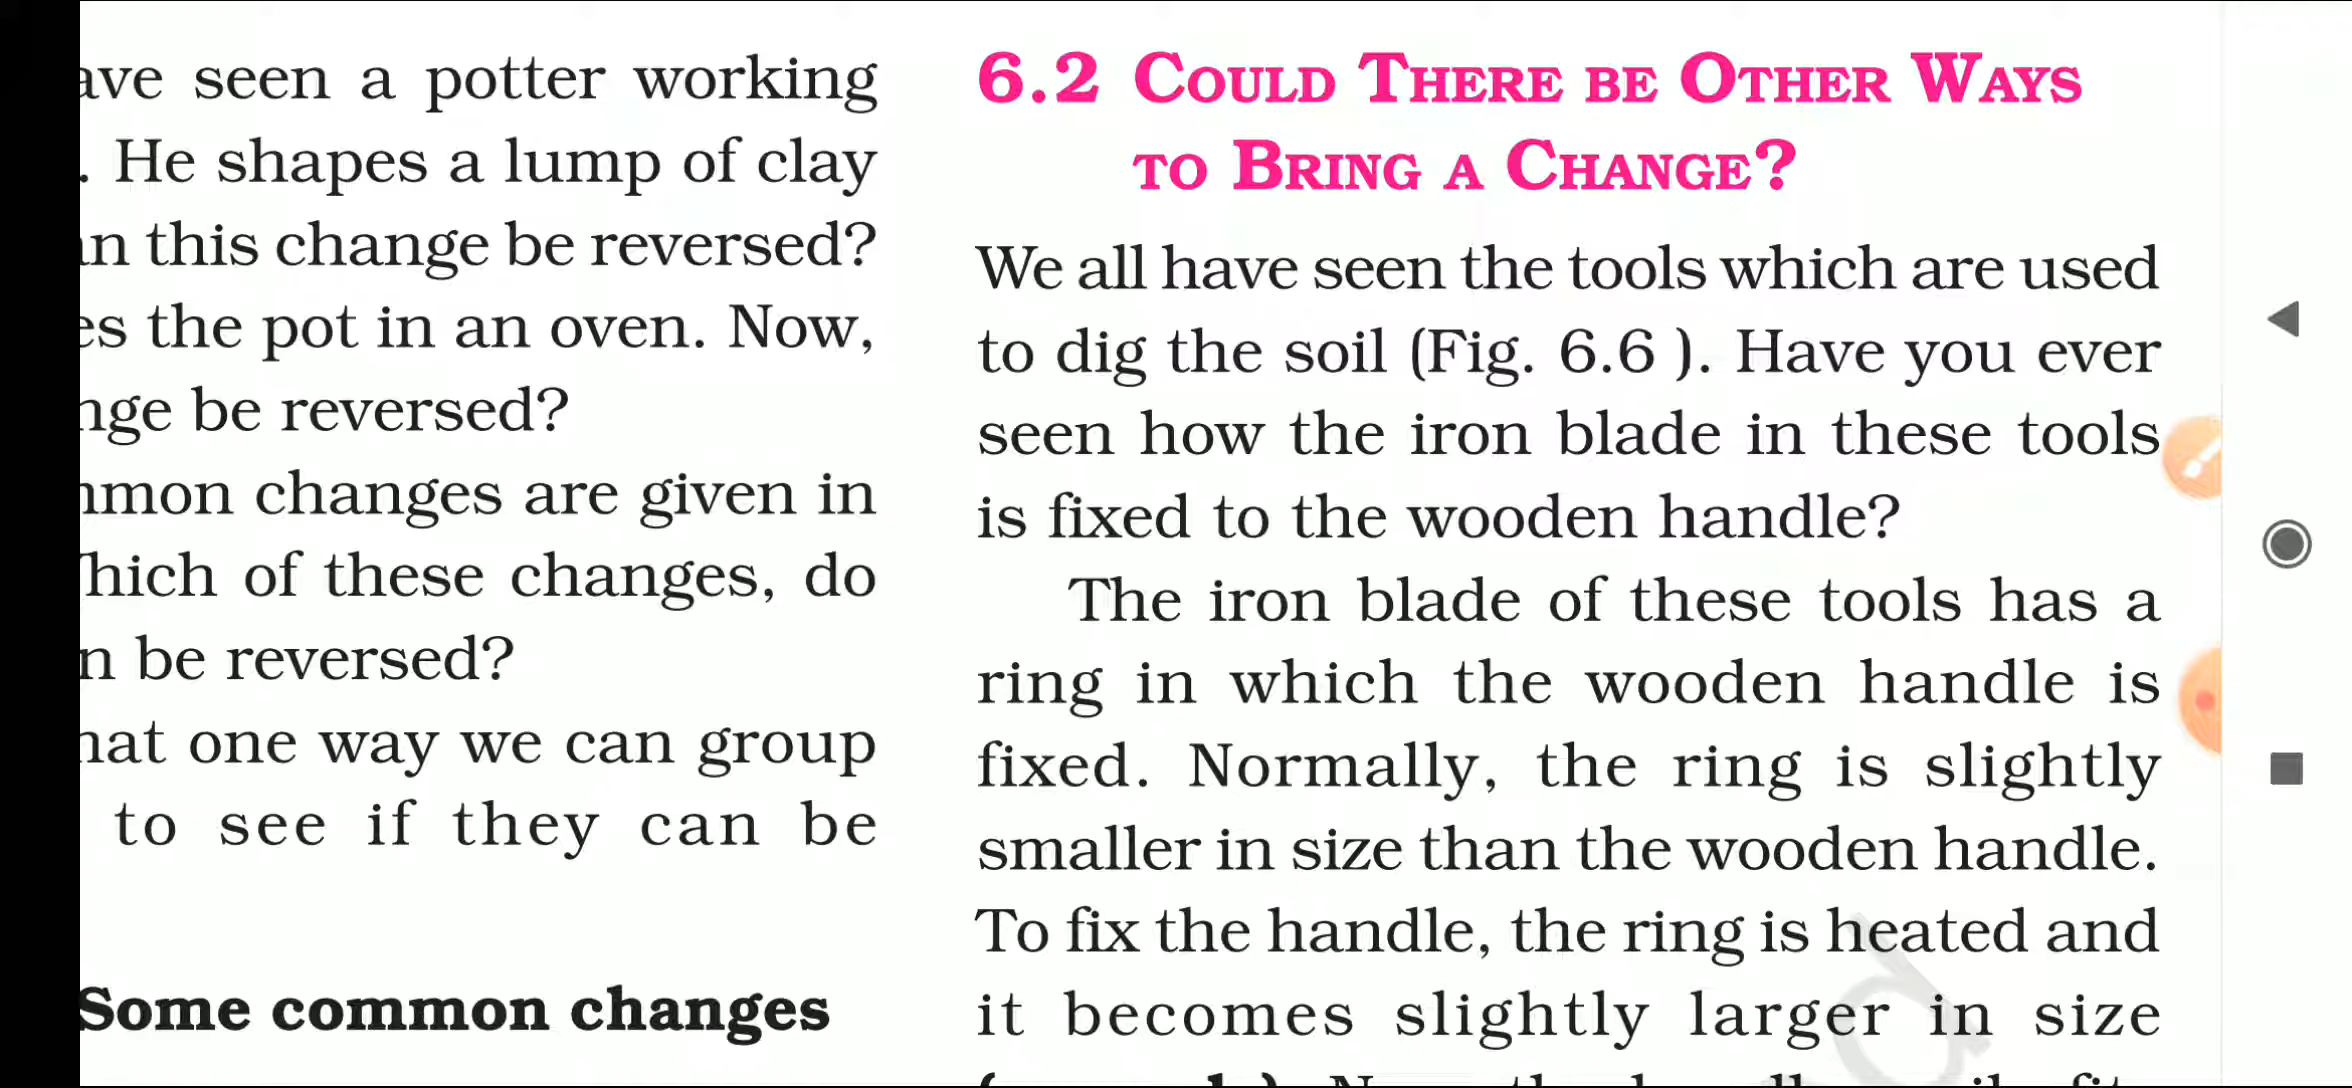 ave seen a potter working
. He shapes a lump of clay
n this change be reversed?
es the pot in an oven. Now,
nge be reversed?
mon changes are given in
hich of these changes, do
n be reversed?
hat one way we can group
to see if they can be
Some common changes
6.2 COULD THERE BE OTHER WAYS
TO BRING A CHANGE?
We all have seen the tools which are used
to dig the soil (Fig. 6.6 ). Have you ever
seen how the iron blade in these tools
is fixed to the wooden handle?
The iron blade of these tools has a
ring in which the wooden handle is
fixed. Normally, the ring is slightly
smaller in size than the wooden handle.
To fix the handle, the ring is heated and
it becomes slightly larger in size